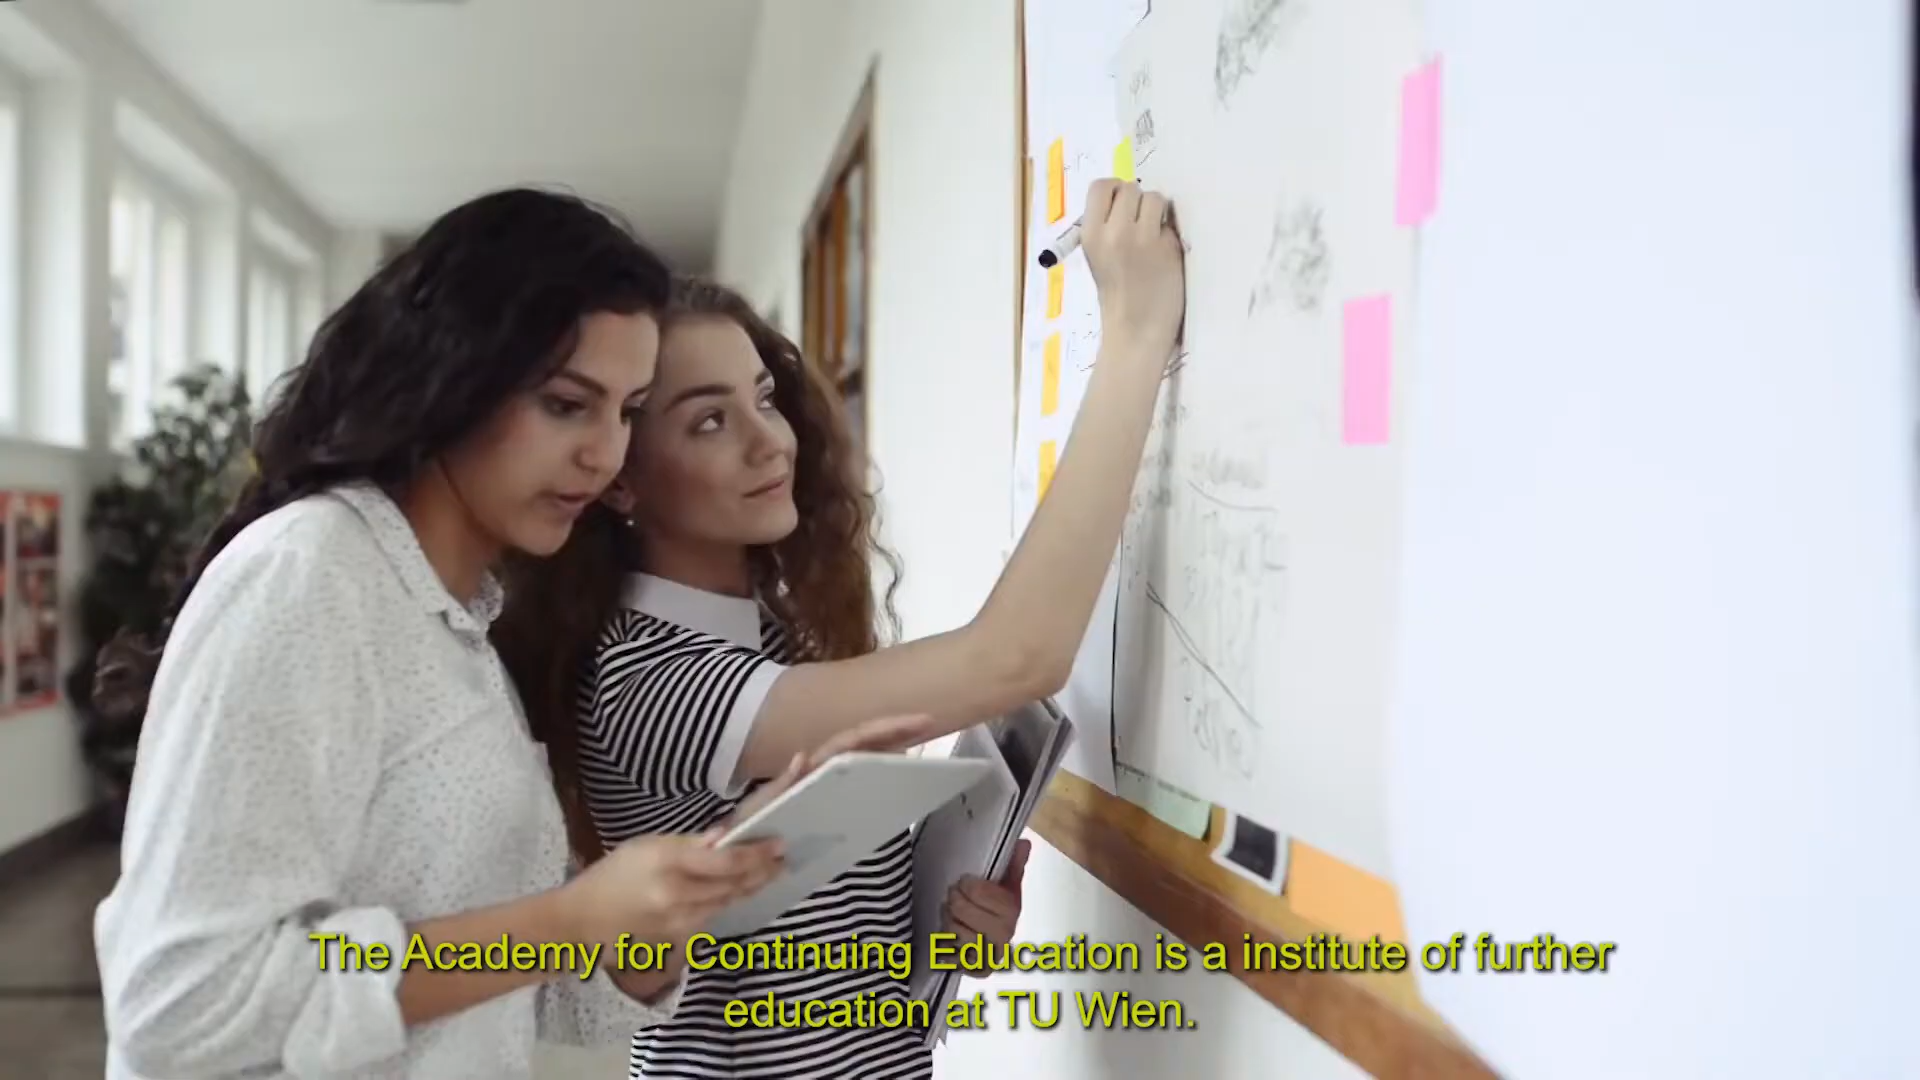 The Academy for Continuing Education is a institute of further
education at TU Wien.